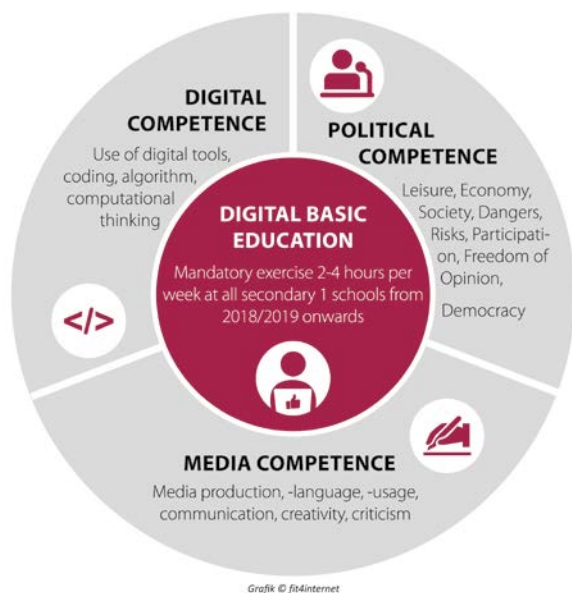 DIGITAL
COMPETENCE
Use of digital tools,
coding, algorithm,
computational
thinking
</>
POLITICAL
COMPETENCE
Leisure, Economy,
Society, Dangers,
Risks, Participati-
on, Freedom of
Opinion,
Democracy
DIGITAL BASIC
EDUCATION
Mandatory exercise 2-4 hours per
week at all secondary 1 schools from
2018/2019 onwards
MEDIA COMPETENCE
Media production, -language, -usage,
communication, creativity, criticism
Grafik © fit4internet